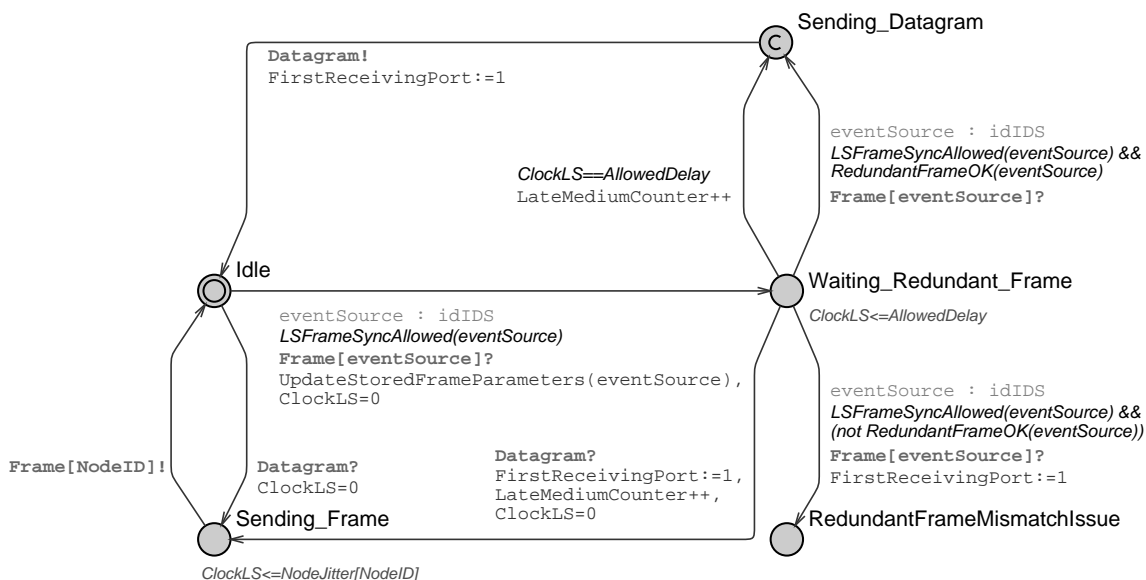 Sending_Datagram
C
Datagram!
FirstReceivingPort:=1
eventSource : idIDS
LSFrameSyncAllowed(eventSource) &&
RedundantFrameOK(eventSource)
Frame[eventSource]?
ClockLS==AllowedDelay
LateMediumCounter++
Idle
Waiting_Redundant_Frame
ClockLS<=AllowedDelay
eventSource : idIDS
LSFrameSyncAllowed(eventSource)
Frame[eventSource]?
UpdateStoredFrameParameters(eventSource),
ClockLS=0
eventSource : idIDS
LSFrameSyncAllowed(eventSource) &&
(not RedundantFrameOK(eventSource))
Frame[eventSource]?
FirstReceivingPort:=1
Frame[NodeID]!
Datagram?
ClockLS=0
Datagram?
FirstReceivingPort:=1,
LateMediumCounter++,
ClockLS=0
Sending_Frame
RedundantFrameMismatchIssue
ClockLS<=NodeJitter[NodeID]